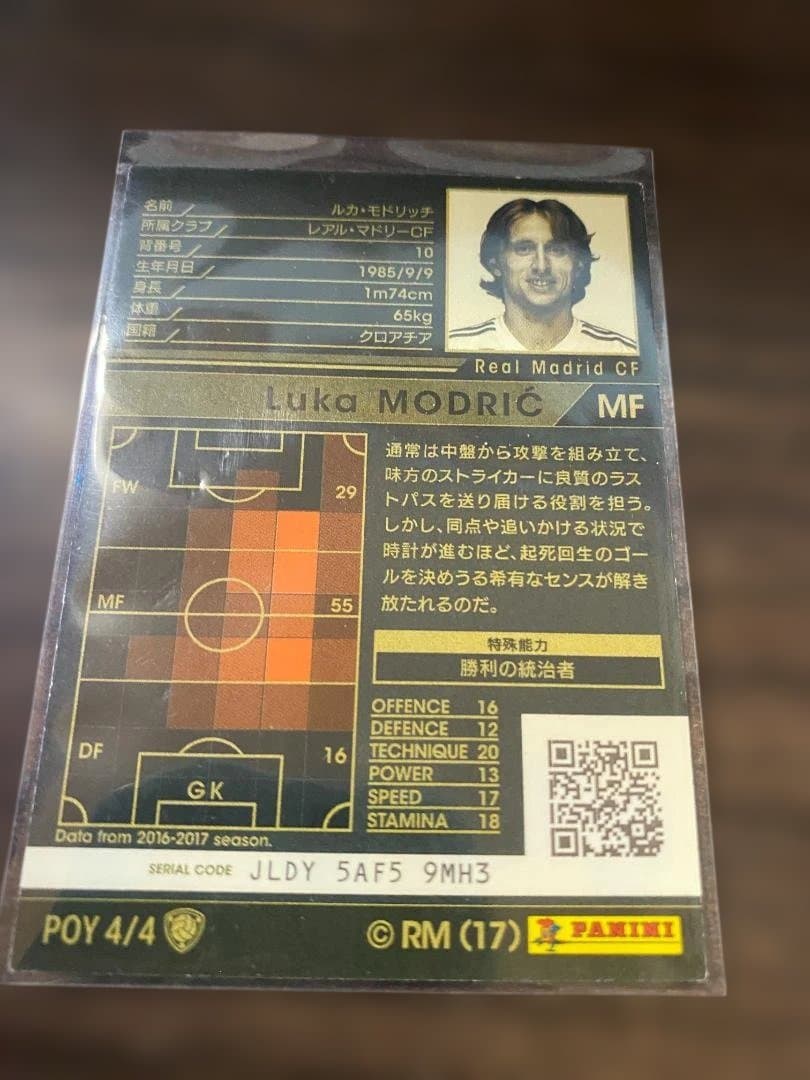 名前 ルカ・モドリッチ
所属クラブ レアル・マドリーCF
背番号 10
生年月日 1985/9/9
身長 1m74cm
体重 65kg
国籍 クロアチア
Real Madrid CF
Luka MODRIĆ MF
通常は中盤から攻撃を組み立て、
味方のストライカーに良質のラス
トパスを送り届ける役割を担う。
しかし、同点や追いかける状況で
時計が進むほど、起死回生のゴー
ルを決めうる希有なセンスが解き
放たれるのだ。
FW 29
MF 55
DF 16
GK
Data from 2016-2017 season.
特殊能力
勝利の統治者
OFFENCE 16
DEFENCE 12
TECHNIQUE 20
POWER 13
SPEED 17
STAMINA 18
SERIAL CODE JLDY 5AF5 9MH3
POY 4/4 © RM (17) PANINI